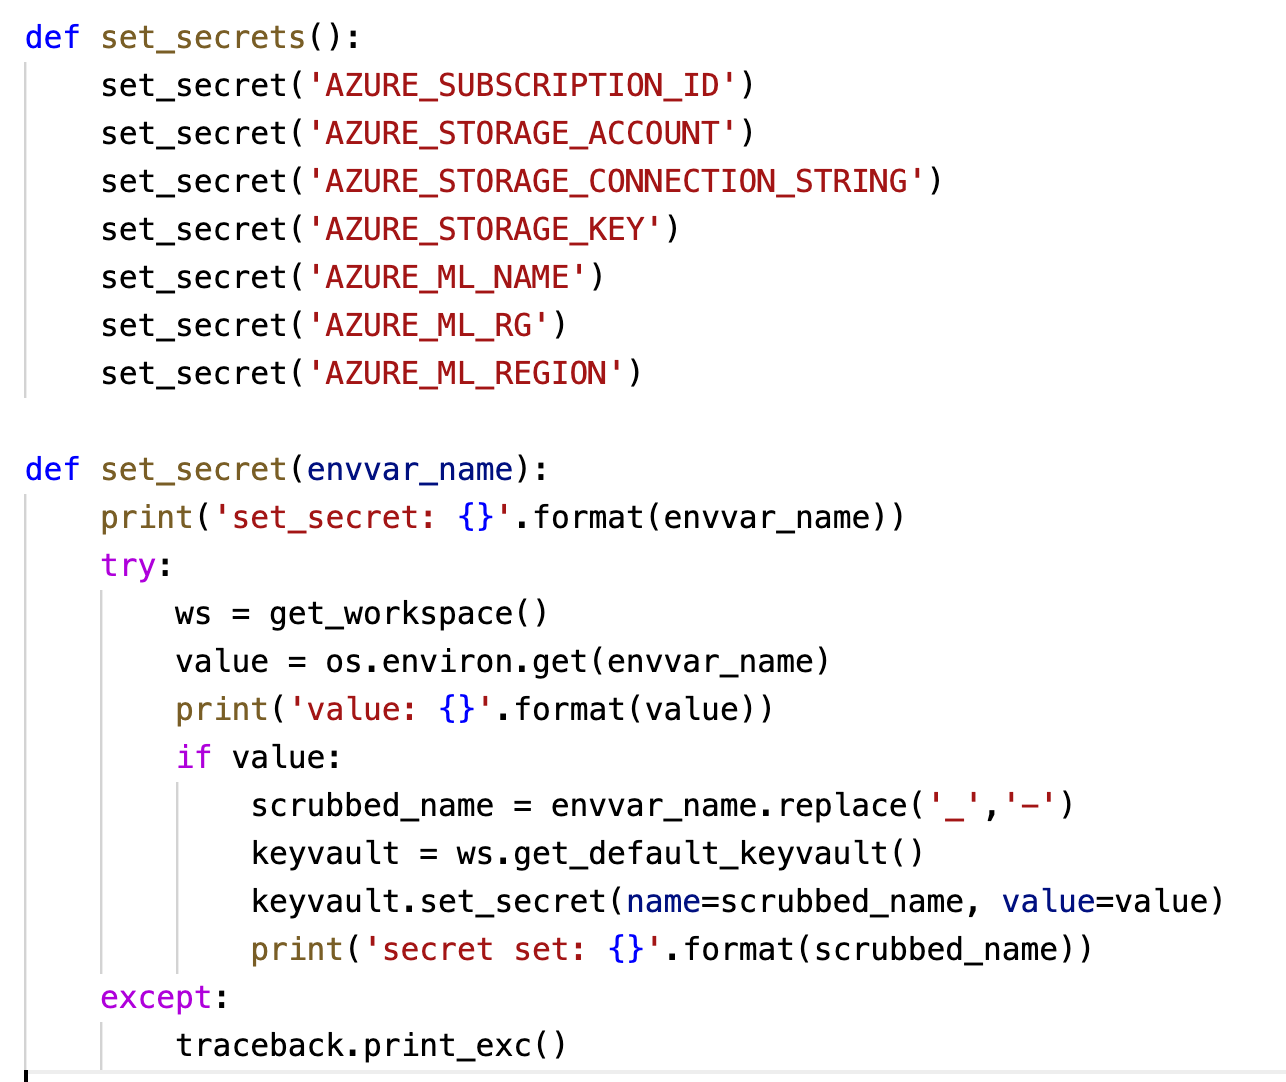 def set_secrets():
    set_secret('AZURE_SUBSCRIPTION_ID')
    set_secret('AZURE_STORAGE_ACCOUNT')
    set_secret('AZURE_STORAGE_CONNECTION_STRING')
    set_secret('AZURE_STORAGE_KEY')
    set_secret('AZURE_ML_NAME')
    set_secret('AZURE_ML_RG')
    set_secret('AZURE_ML_REGION')

def set_secret(envvar_name):
    print('set_secret: {}'.format(envvar_name))
    try:
        ws = get_workspace()
        value = os.environ.get(envvar_name)
        print('value: {}'.format(value))
        if value:
            scrubbed_name = envvar_name.replace('_','-')
            keyvault = ws.get_default_keyvault()
            keyvault.set_secret(name=scrubbed_name, value=value)
            print('secret set: {}'.format(scrubbed_name))
    except:
        traceback.print_exc()